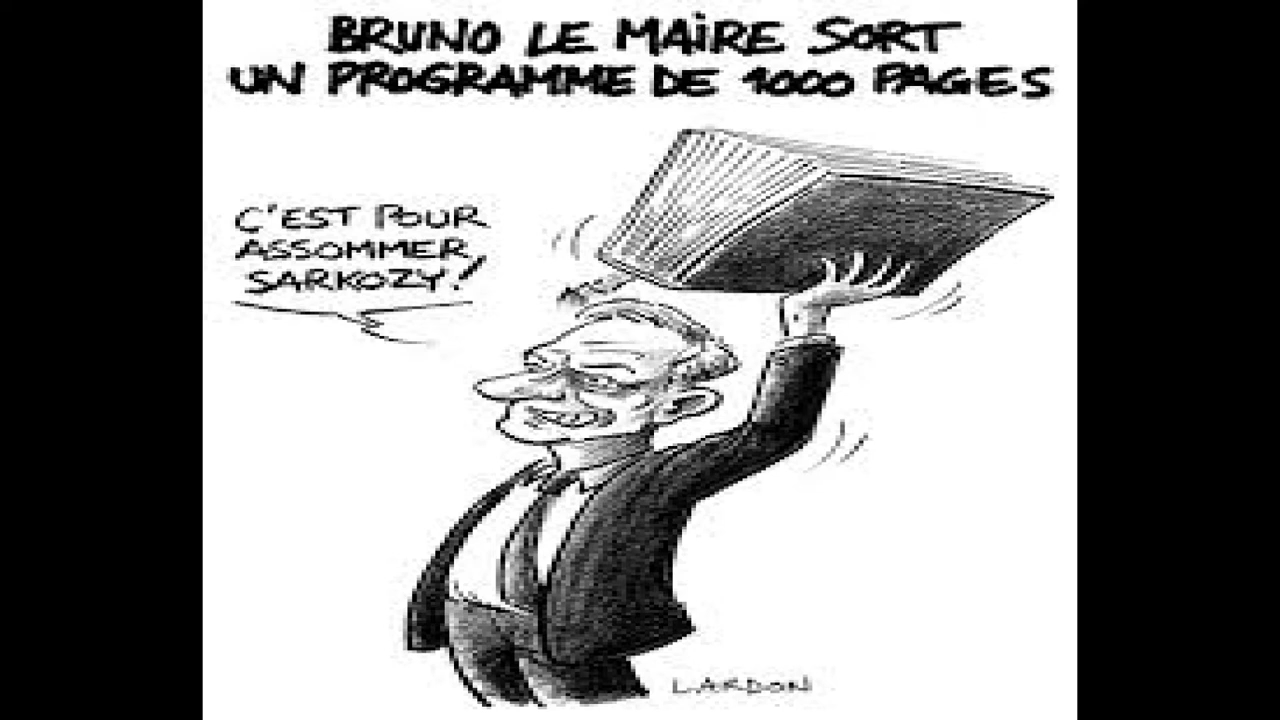 BRUNO LE MAiRE SORT
UN PROGRAMME DE 1000 PAGES
C'EST POUR
ASSOMMER
SARKOZY!
LARDON